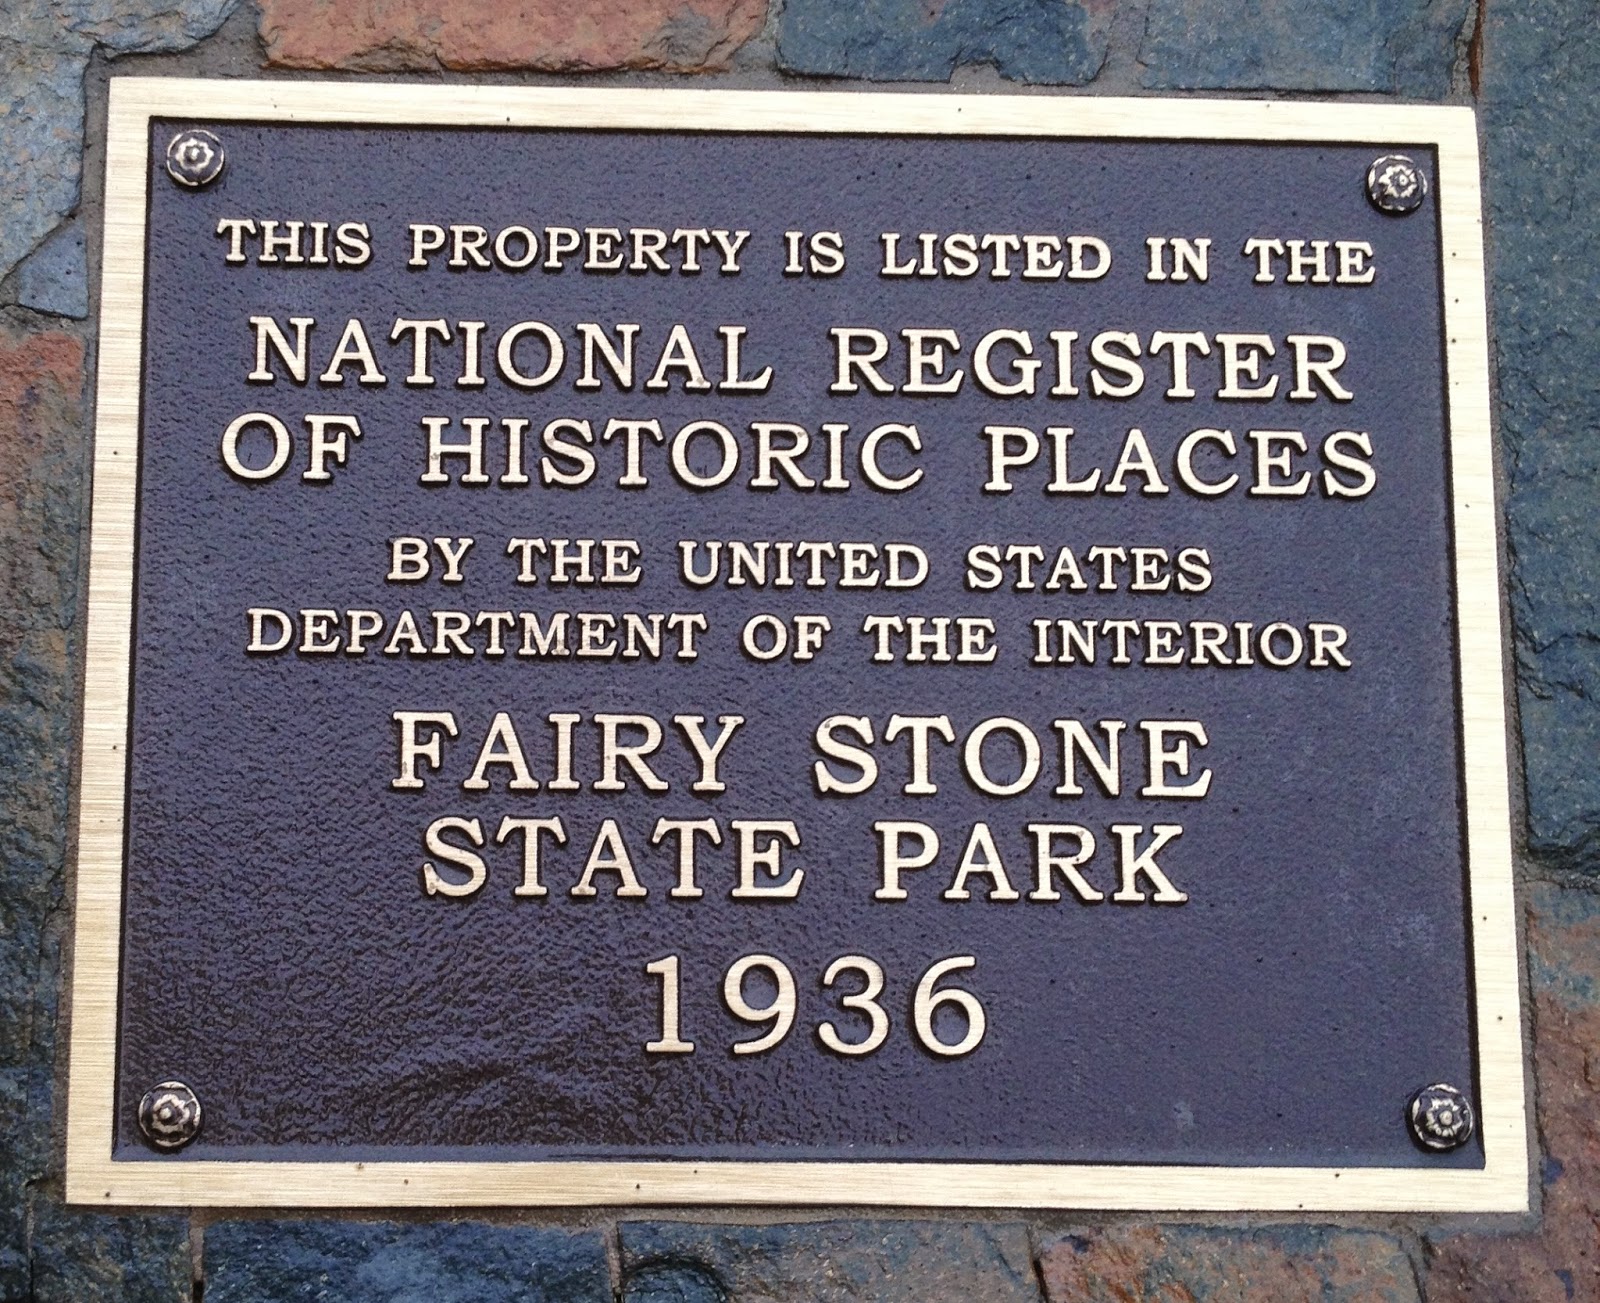 THIS PROPERTY IS LISTED IN THE
NATIONAL REGISTER
OF HISTORIC PLACES
BY THE UNITED STATES
DEPARTMENT OF THE INTERIOR
FAIRY STONE
STATE PARK
1936